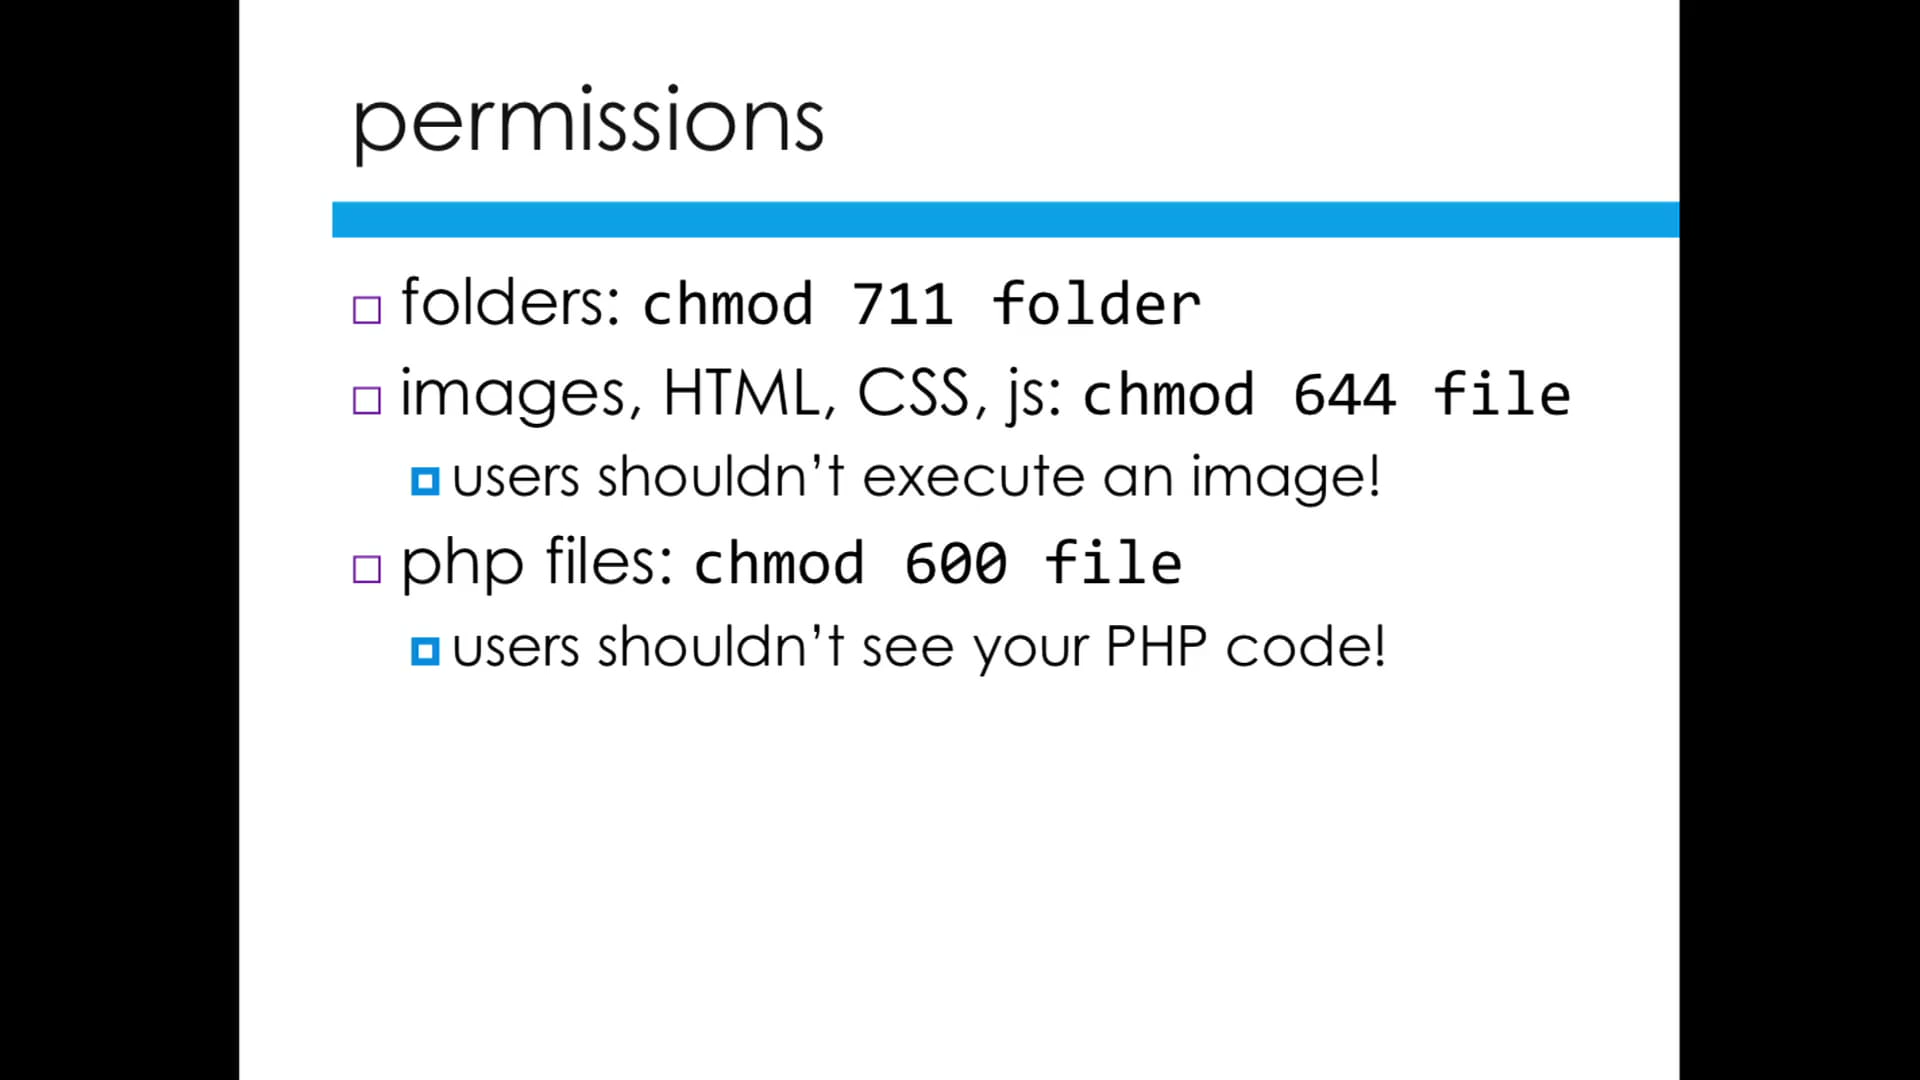 permissions
folders: chmod 711 folder
images, HTML, CSS, js: chmod 644 file
users shouldn’t execute an image!
php files: chmod 600 file
users shouldn’t see your PHP code!